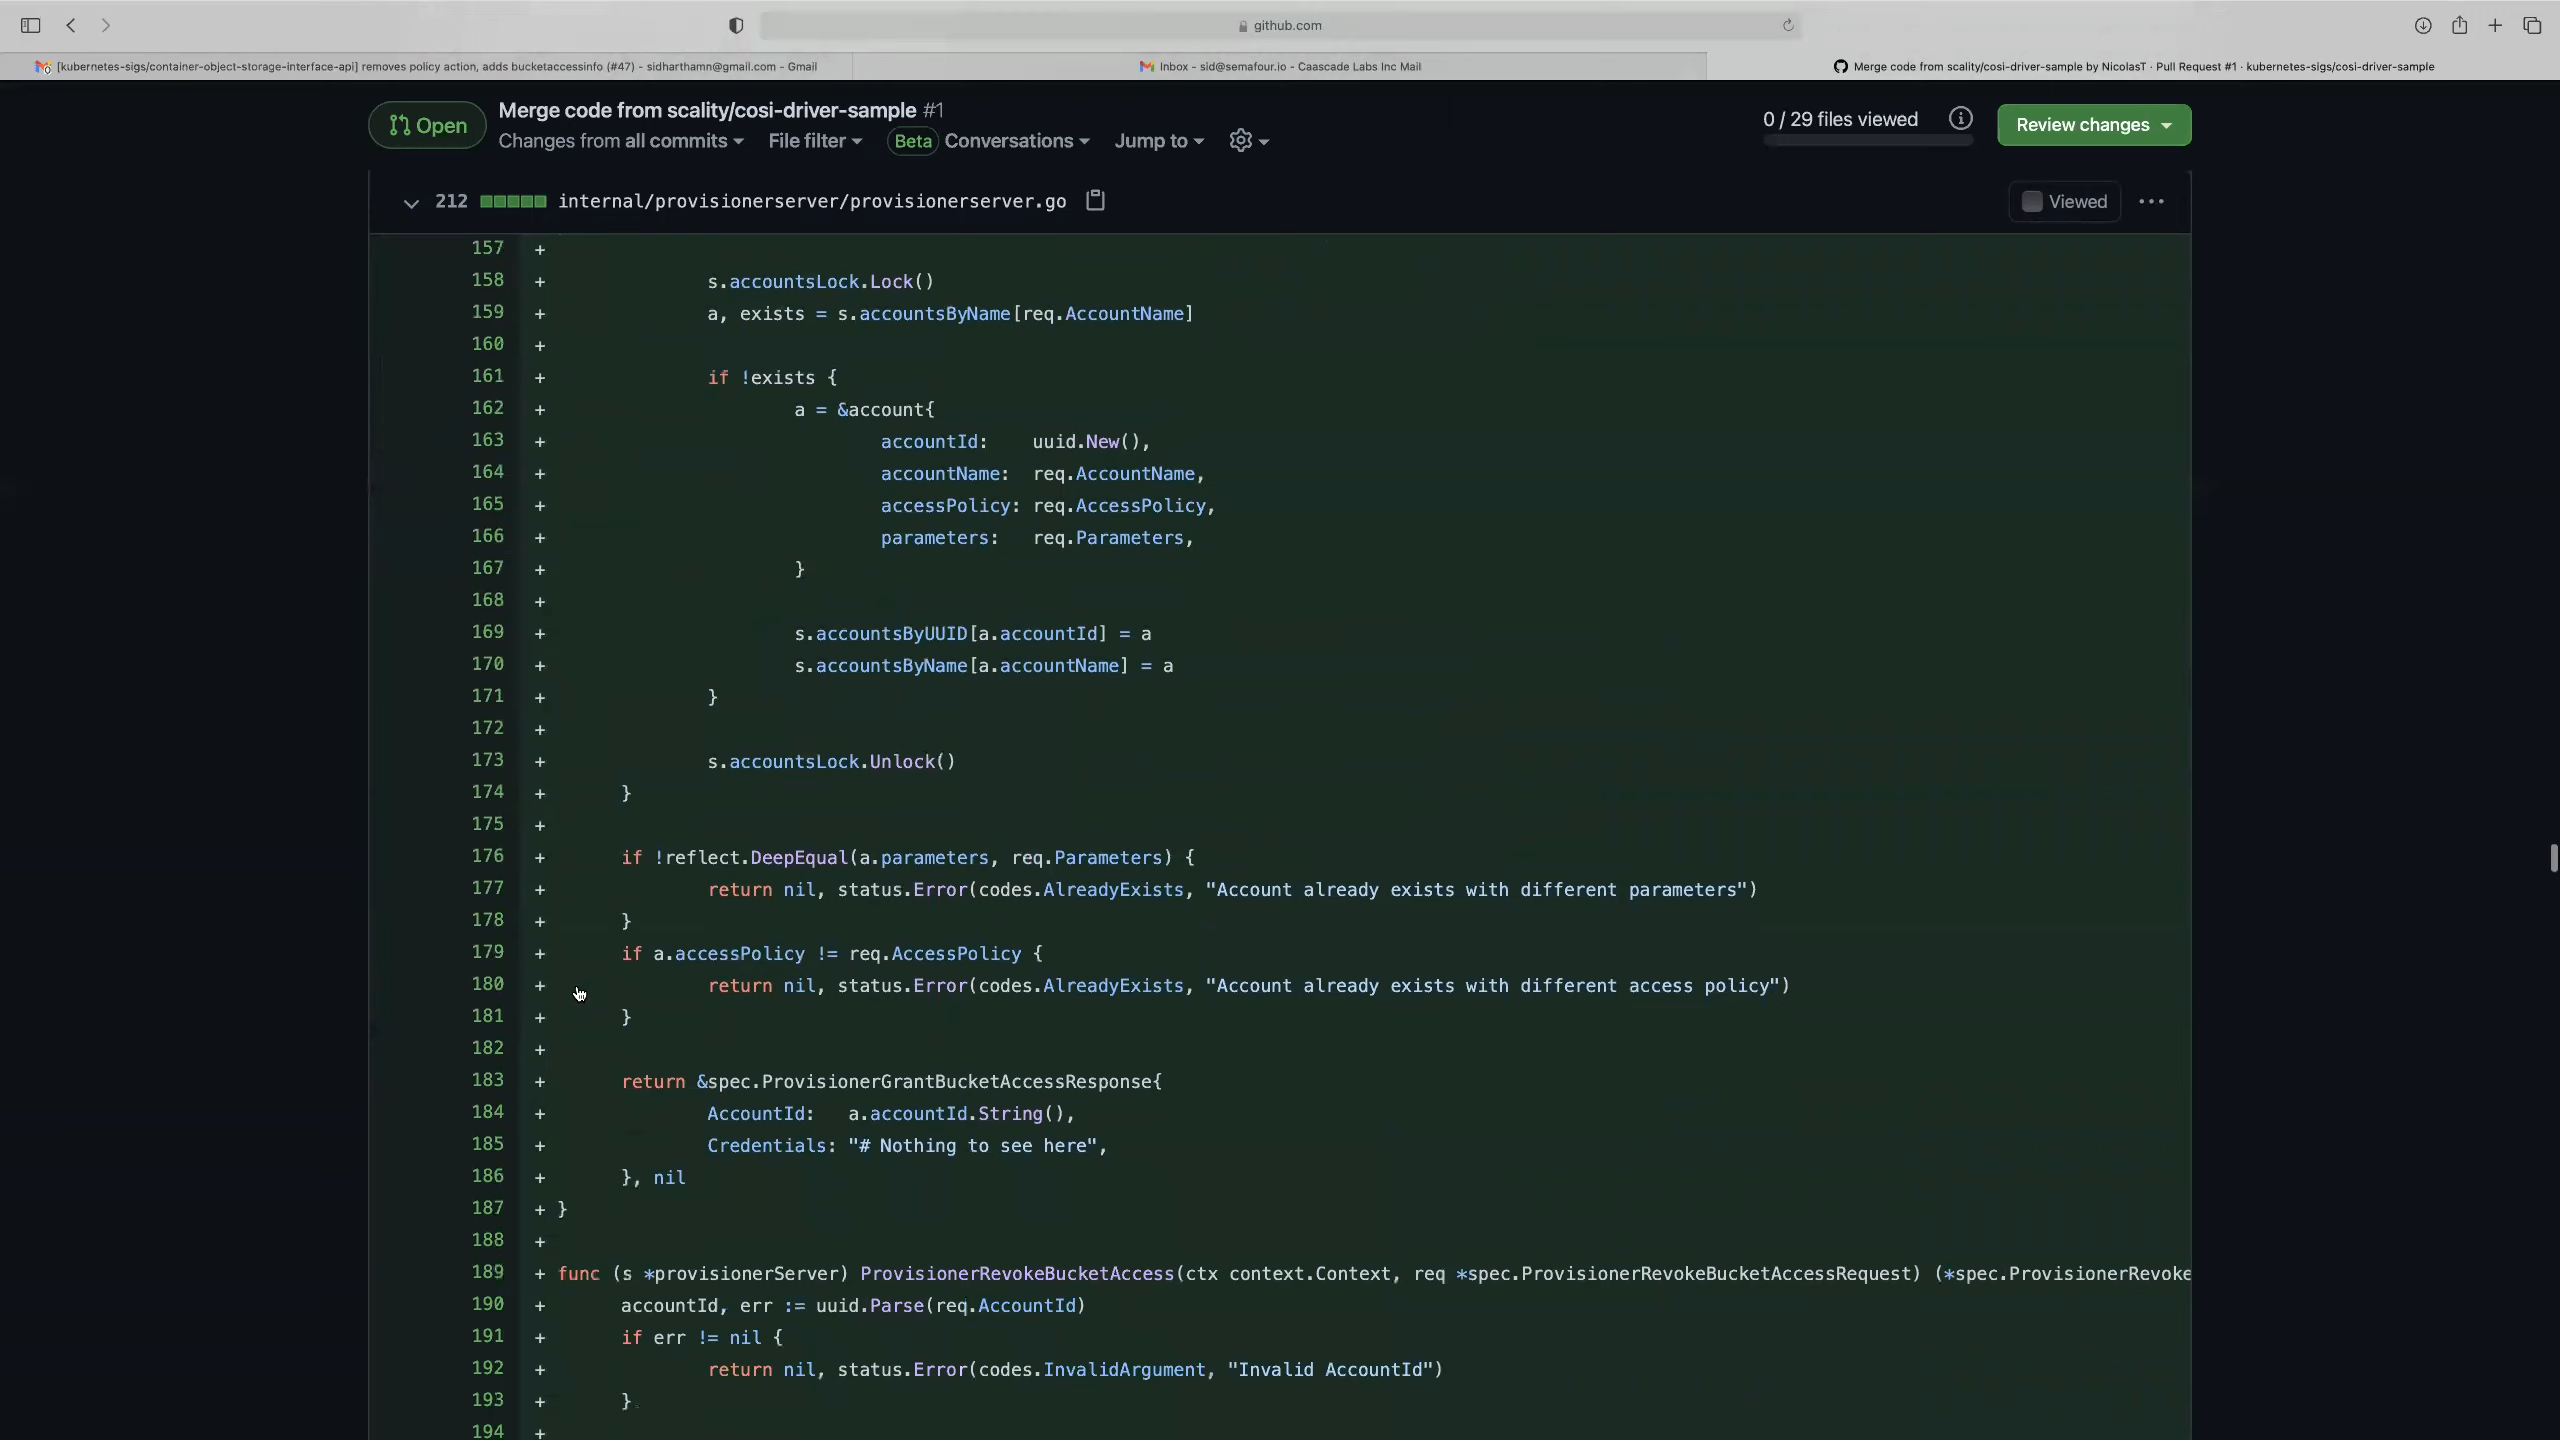 github.com
[kubernetes-sigs/container-object-storage-interface-api] removes policy action, adds bucketaccessinfo (#47) - sidharthamn@gmail.com - Gmail
Inbox - sid@semafour.io - Caascade Labs Inc Mail
Merge code from scality/cosi-driver-sample by NicolasT · Pull Request #1 · kubernetes-sigs/cosi-driver-sample
Open
Merge code from scality/cosi-driver-sample #1
Changes from all commits File filter Beta Conversations Jump to
0 / 29 files viewed
Review changes
212 internal/provisionerserver/provisionerserver.go
Viewed
157 +
158 + s.accountsLock.Lock()
159 + a, exists = s.accountsByName[req.AccountName]
160 +
161 + if !exists {
162 + a = &account{
163 + accountId: uuid.New(),
164 + accountName: req.AccountName,
165 + accessPolicy: req.AccessPolicy,
166 + parameters: req.Parameters,
167 + }
168 +
169 + s.accountsByUUID[a.accountId] = a
170 + s.accountsByName[a.accountName] = a
171 + }
172 +
173 + s.accountsLock.Unlock()
174 + }
175 +
176 + if !reflect.DeepEqual(a.parameters, req.Parameters) {
177 + return nil, status.Error(codes.AlreadyExists, "Account already exists with different parameters")
178 + }
179 + if a.accessPolicy != req.AccessPolicy {
180 + return nil, status.Error(codes.AlreadyExists, "Account already exists with different access policy")
181 + }
182 +
183 + return &spec.ProvisionerGrantBucketAccessResponse{
184 + AccountId: a.accountId.String(),
185 + Credentials: "# Nothing to see here",
186 + }, nil
187 + }
188 +
189 + func (s *provisionerServer) ProvisionerRevokeBucketAccess(ctx context.Context, req *spec.ProvisionerRevokeBucketAccessRequest) (*spec.ProvisionerRevoke
190 + accountId, err := uuid.Parse(req.AccountId)
191 + if err != nil {
192 + return nil, status.Error(codes.InvalidArgument, "Invalid AccountId")
193 + }
194 +